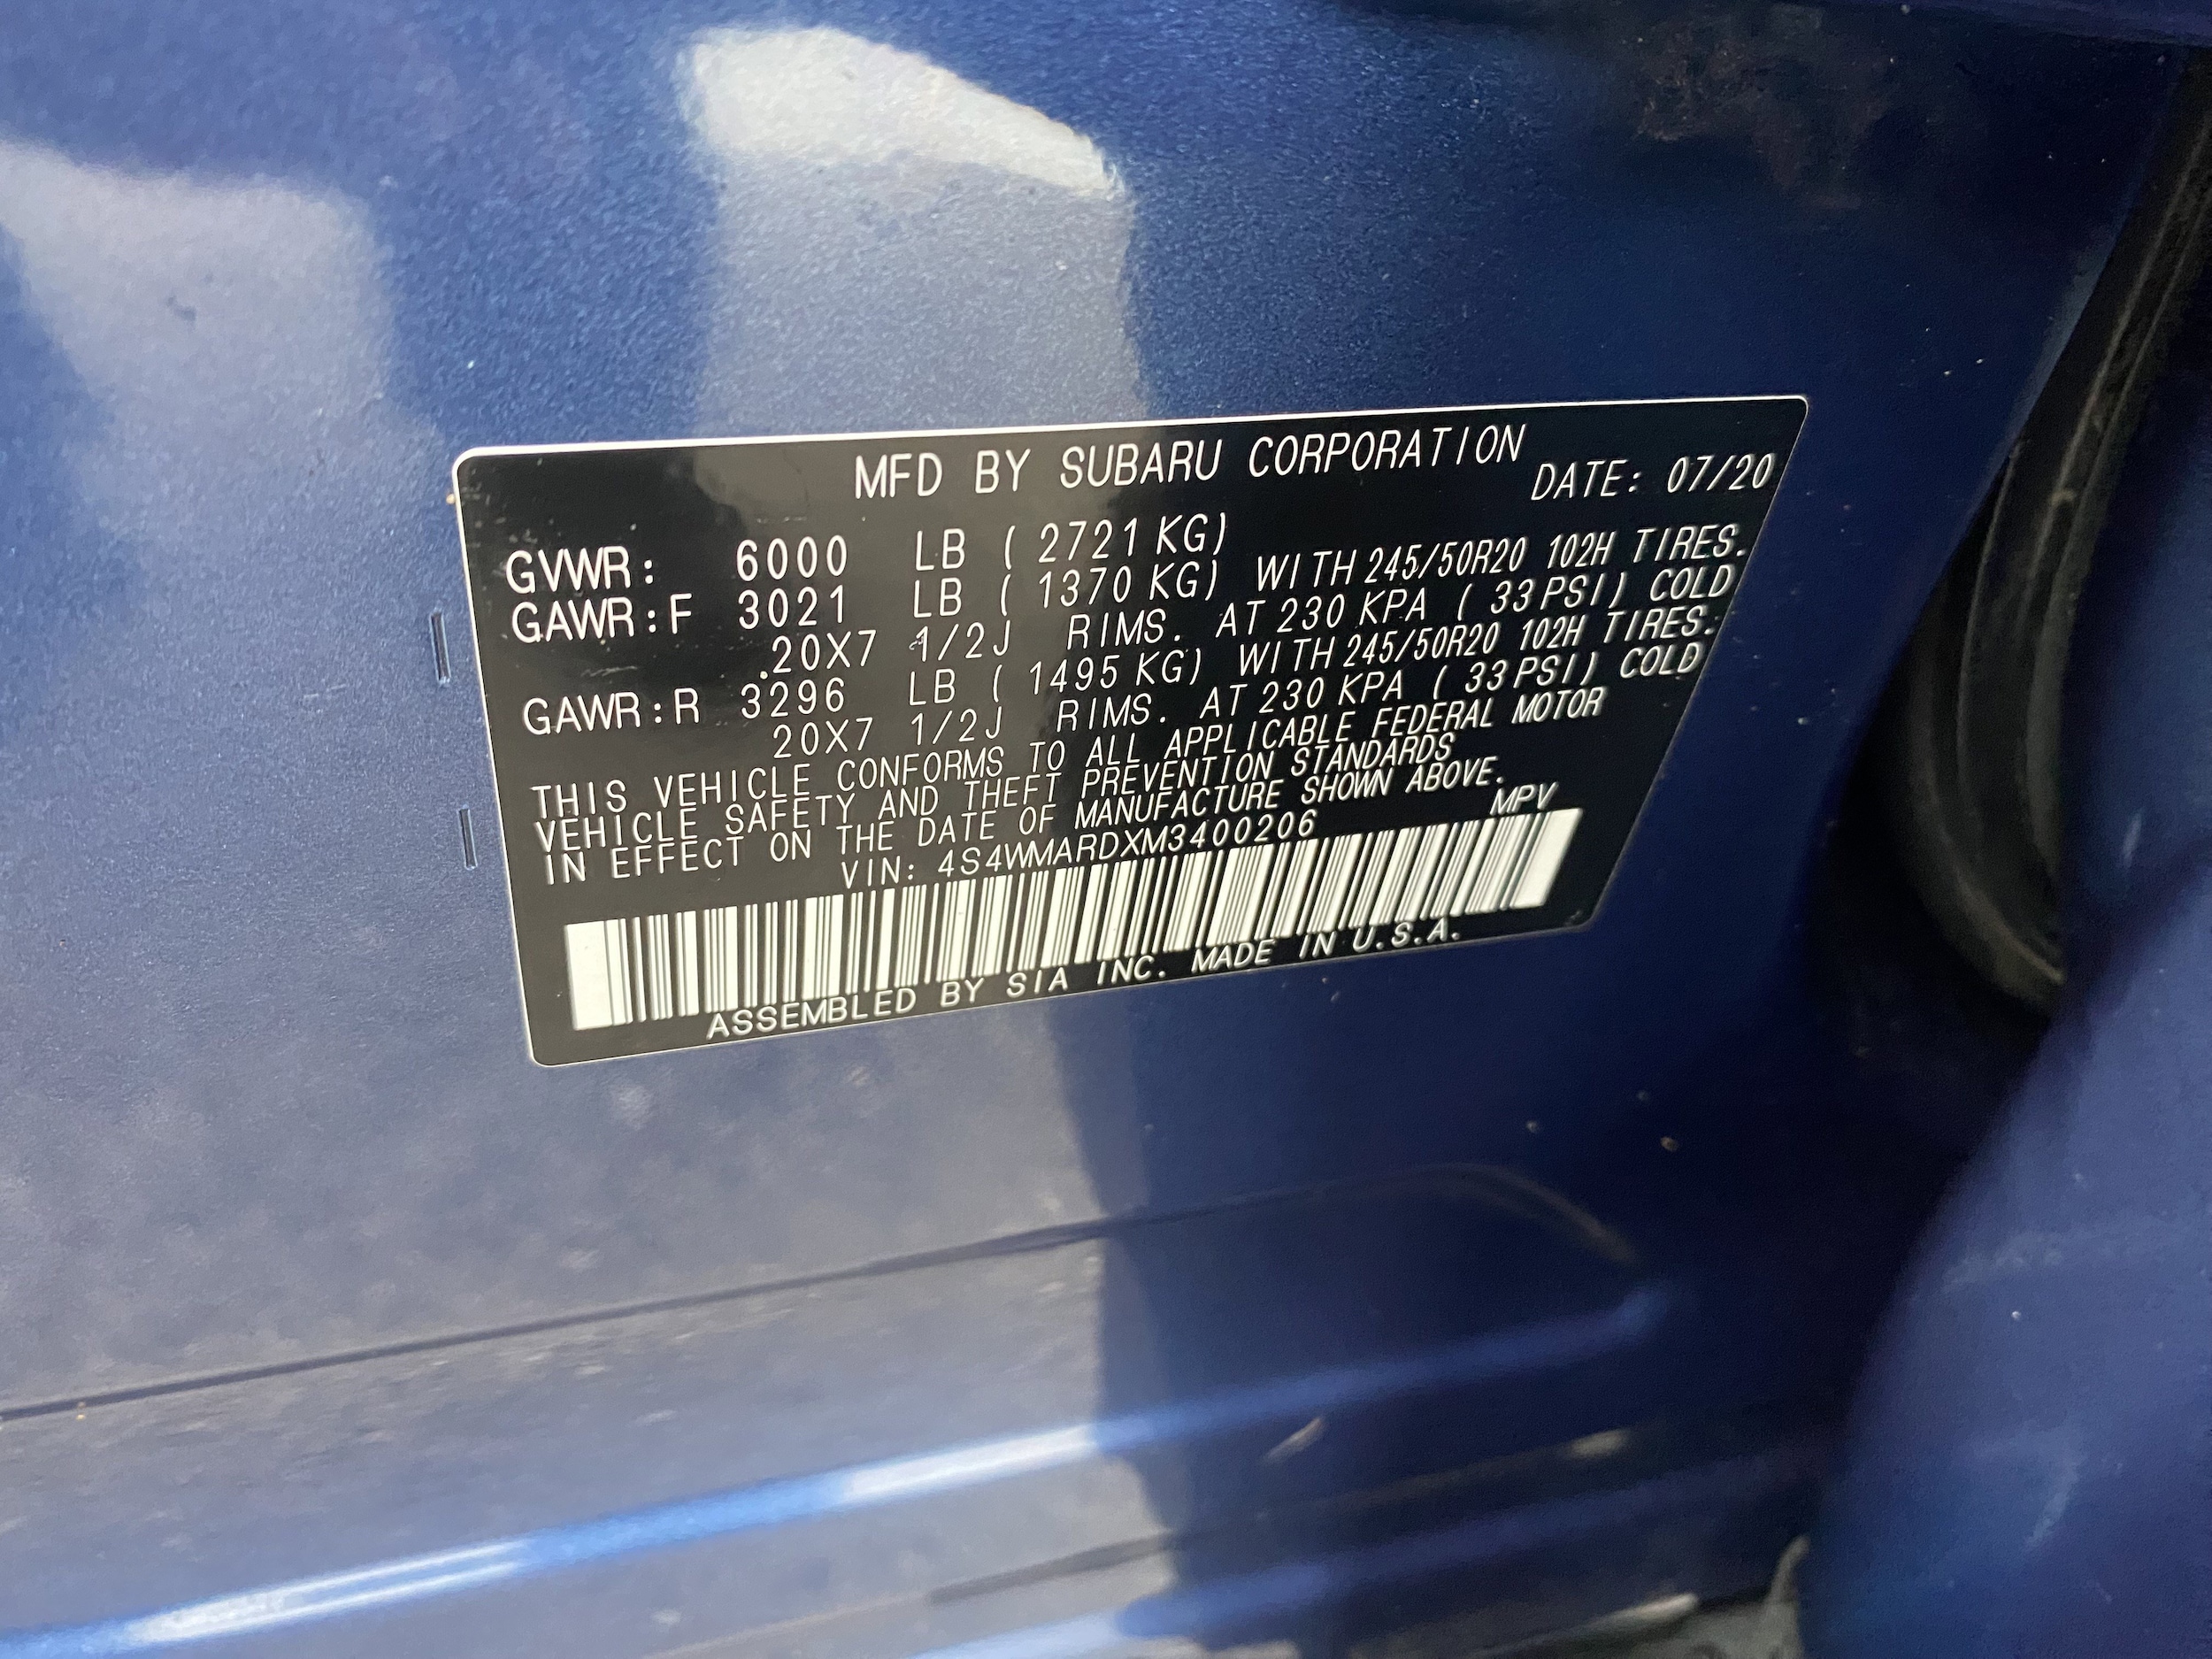 MFD BY SUBARU CORPORATION
DATE: 07/20
GVWR: 6000 LB ( 2721 KG)
GAWR:F 3021 LB ( 1370 KG) WITH 245/50R20 102H TIRES.
20X7 1/2J RIMS. AT 230 KPA ( 33 PSI) COLD
GAWR:R 3296 LB ( 1495 KG) WITH 245/50R20 102H TIRES.
20X7 1/2J RIMS. AT 230 KPA ( 33 PSI) COLD
THIS VEHICLE CONFORMS TO ALL APPLICABLE FEDERAL MOTOR
VEHICLE SAFETY AND THEFT PREVENTION STANDARDS
IN EFFECT ON THE DATE OF MANUFACTURE SHOWN ABOVE.
VIN: 4S4WMARDXM3400206 MPV
ASSEMBLED BY SIA INC. MADE IN U.S.A.